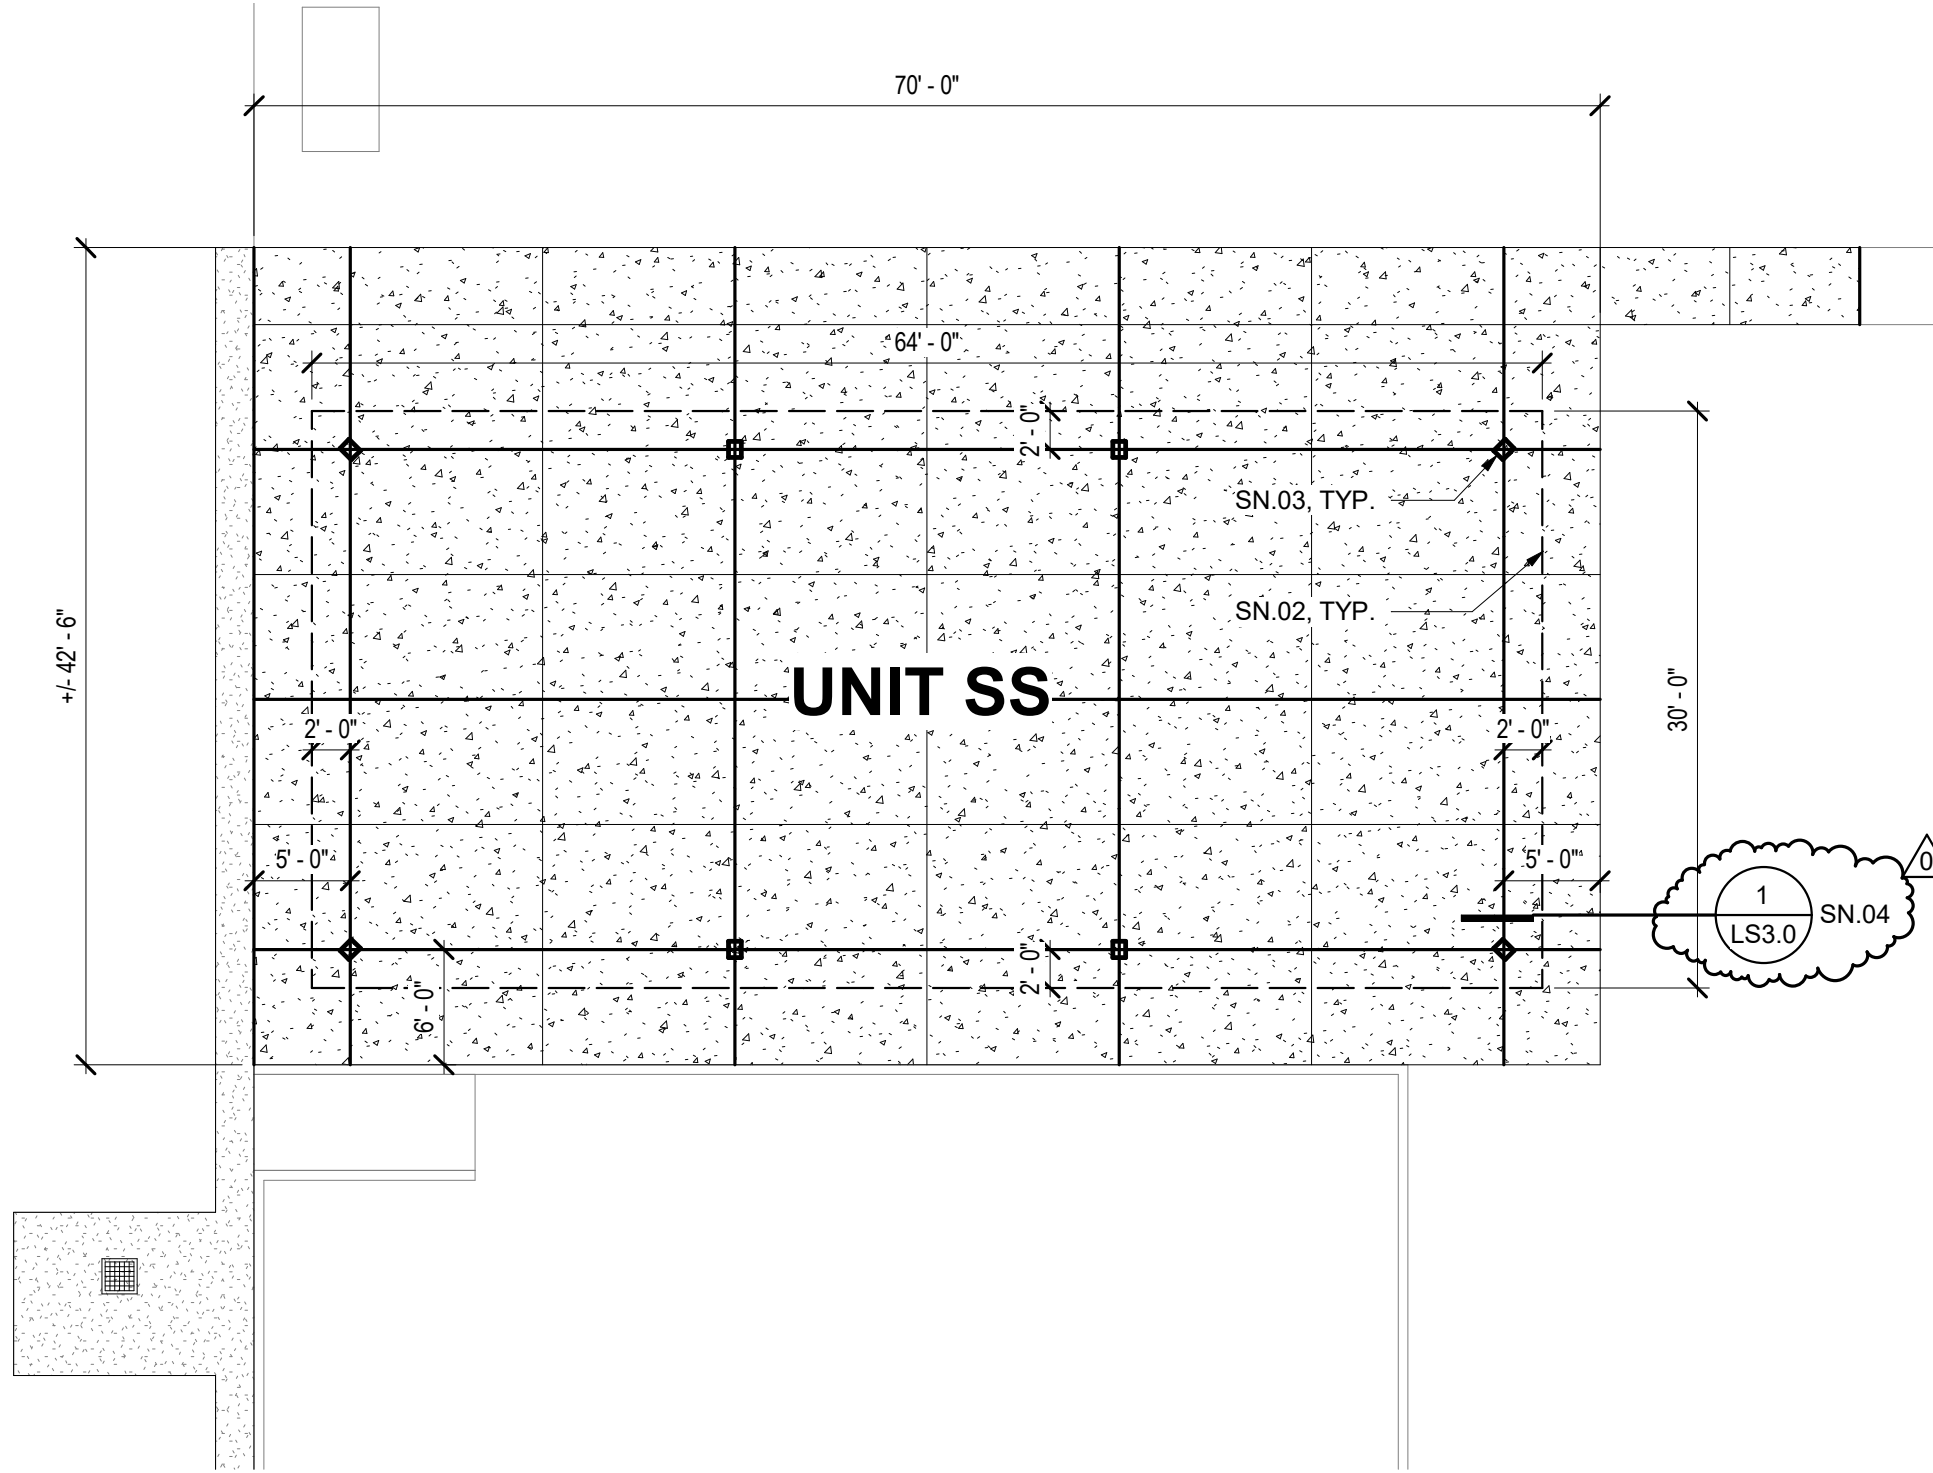 70' - 0"
64' - 0"
2' - 0"
SN.03, TYP.
SN.02, TYP.
+/- 42' - 6"
UNIT SS
30' - 0"
2' - 0"
2' - 0"
5' - 0"
5' - 0"
0
1
LS3.0
SN.04
2' - 0"
6' - 0"